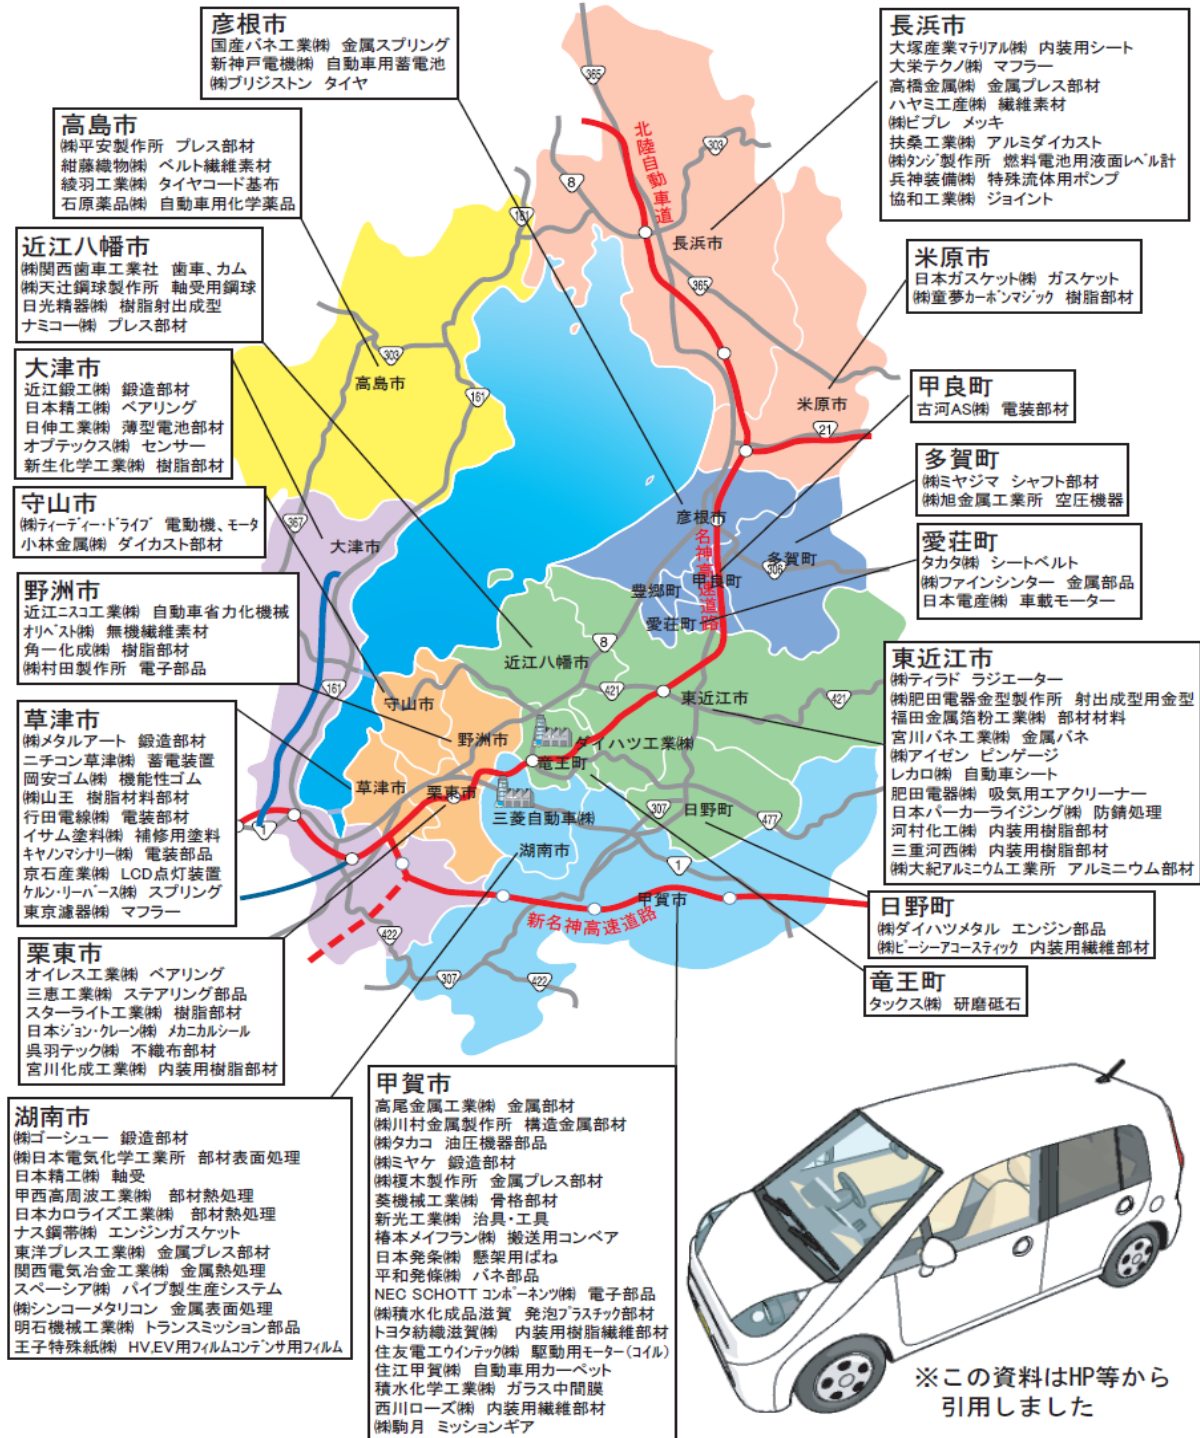 彦根市
国産バネ工業㈱ 金属スプリング
新神戸電機㈱ 自動車用蓄電池
㈱ブリジストン タイヤ
長浜市
大塚産業マテリアル㈱ 内装用シート
大栄テクノ㈱ マフラー
高橋金属㈱ 金属プレス部材
ハヤミ工産㈱ 繊維素材
㈱ビプレ メッキ
扶桑工業㈱ アルミダイカスト
㈱タンジ製作所 燃料電池用液面レベル計
兵神装備㈱ 特殊流体用ポンプ
協和工業㈱ ジョイント
高島市
㈱平安製作所 プレス部材
紺藤織物㈱ ベルト繊維素材
綾羽工業㈱ タイヤコード基布
石原薬品㈱ 自動車用化学薬品
近江八幡市
㈱関西歯車工業社 歯車、カム
㈱天辻鋼球製作所 軸受用鋼球
日光精器㈱ 樹脂射出成型
ナミコー㈱ プレス部材
米原市
日本ガスケット㈱ ガスケット
㈱童夢カーボンマジック 樹脂部材
大津市
近江鍛工㈱ 鍛造部材
日本精工㈱ ベアリング
日伸工業㈱ 薄型電池部材
オプテックス㈱ センサー
新生化学工業㈱ 樹脂部材
甲良町
古河AS㈱ 電装部材
多賀町
㈱ミヤジマ シャフト部材
㈱旭金属工業所 空圧機器
守山市
㈱ティーディー・ドライブ 電動機、モータ
小林金属㈱ ダイカスト部材
愛荘町
タカタ㈱ シートベルト
㈱ファインシンター 金属部品
日本電産㈱ 車載モーター
野洲市
近江ニスコ工業㈱ 自動車省力化機械
オリベスト㈱ 無機繊維素材
角一化成㈱ 樹脂部材
㈱村田製作所 電子部品
東近江市
㈱ティラド ラジエーター
㈱肥田電器金型製作所 射出成型用金型
福田金属箔粉工業㈱ 部材材料
宮川バネ工業㈱ 金属バネ
㈱アイゼン ピンゲージ
レカロ㈱ 自動車シート
肥田電器㈱ 吸気用エアクリーナー
日本パーカーライジング㈱ 防錆処理
河村化工㈱ 内装用樹脂部材
三重河西㈱ 内装用樹脂部材
㈱大紀アルミニウム工業所 アルミニウム部材
草津市
㈱メタルアート 鍛造部材
ニチコン草津㈱ 蓄電装置
岡安ゴム㈱ 機能性ゴム
㈱山王 樹脂材料部材
行田電線㈱ 電装部材
イサム塗料㈱ 補修用塗料
キヤノンマシナリー㈱ 電装部品
京石産業㈱ LCD点灯装置
ケルン・リーバース㈱ スプリング
東京濾器㈱ マフラー
日野町
㈱ダイハツメタル エンジン部品
㈱ピーシーアコースティック 内装用繊維部材
栗東市
オイレス工業㈱ ベアリング
三恵工業㈱ ステアリング部品
スターライト工業㈱ 樹脂部材
日本ジョン・クレーン㈱ メカニカルシール
呉羽テック㈱ 不織布部材
宮川化成工業㈱ 内装用樹脂部材
竜王町
タックス㈱ 研磨砥石
湖南市
㈱ゴーシュー 鍛造部材
㈱日本電気化学工業所 部材表面処理
日本精工㈱ 軸受
甲西高周波工業㈱ 部材熱処理
日本カロライズ工業㈱ 部材熱処理
ナス鋼帯㈱ エンジンガスケット
東洋プレス工業㈱ 金属プレス部材
関西電気冶金工業㈱ 金属熱処理
スペーシア㈱ パイプ製生産システム
㈱シンコーメタリコン 金属表面処理
明石機械工業㈱ トランスミッション部品
王子特殊紙㈱ HV,EV用フィルムコンデンサ用フィルム
甲賀市
高尾金属工業㈱ 金属部材
㈱川村金属製作所 構造金属部材
㈱タカコ 油圧機器部品
㈱ミヤケ 鍛造部材
㈱榎木製作所 金属プレス部材
葵機械工業㈱ 骨格部材
新光工業㈱ 治具・工具
椿本メイフラン㈱ 搬送用コンベア
日本発条㈱ 懸架用ばね
平和発條㈱ バネ部品
NEC SCHOTT コンポーネンツ㈱ 電子部品
㈱積水化成品滋賀 発泡プラスチック部材
トヨタ紡織滋賀㈱ 内装用樹脂繊維部材
住友電工ウインテック㈱ 駆動用モーター(コイル)
住江甲賀㈱ 自動車用カーペット
積水化学工業㈱ ガラス中間膜
西川ローズ㈱ 内装用繊維部材
㈱駒月 ミッションギア
365
北陸自動車道
303
8
161
長浜市
365
303
高島市
161
米原市
21
367
大津市
彦根市
名神高速道路
多賀町
306
甲良町
豊郷町
愛荘町
8
近江八幡市
421
東近江市
421
161
守山市
野洲市
ダイハツ工業㈱
竜王町
草津市
栗東市
三菱自動車㈱
307
日野町
477
1
湖南市
1
甲賀市
新名神高速道路
422
307
422
※この資料はHP等から
引用しました